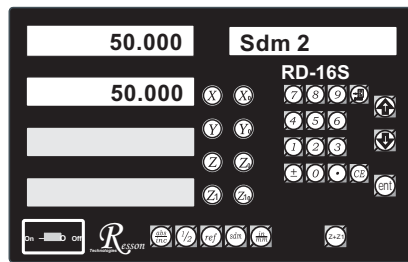 50.000 Sdm 2
50.000
RD-16S
X X₀ 7 8 9
Y Y₀ 4 5 6
1 2 3
Z Z₀ ± 0 • CE
Z₁ Z₁₀ ent
On Off Resson Technologies abs/inc 1/2 ref sdm in/mm Z+Z₁